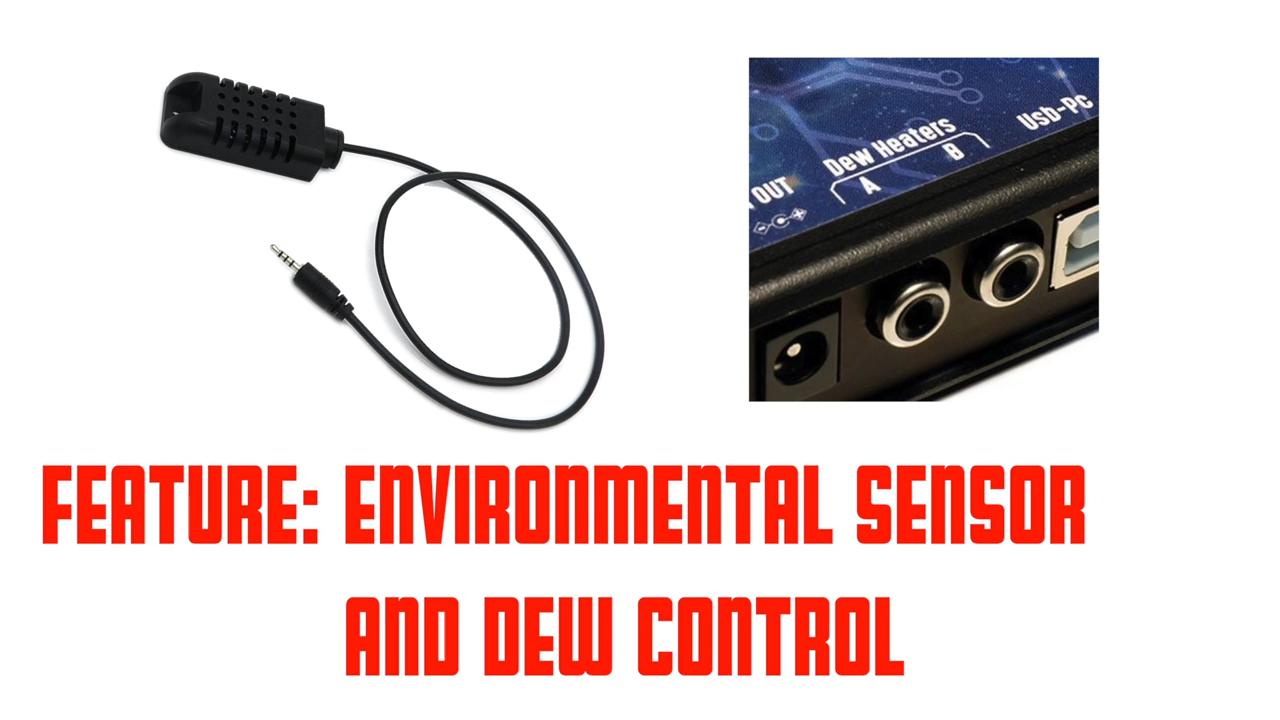 Usb-Pc
Dew Heaters
A B
OUT
FEATURE: ENVIRONMENTAL SENSOR
AND DEW CONTROL